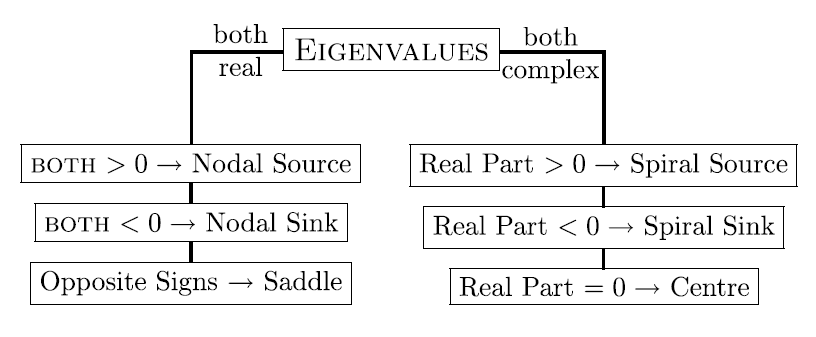 both
real
EIGENVALUES
both
complex
BOTH > 0 → Nodal Source
BOTH < 0 → Nodal Sink
Opposite Signs → Saddle
Real Part > 0 → Spiral Source
Real Part < 0 → Spiral Sink
Real Part = 0 → Centre